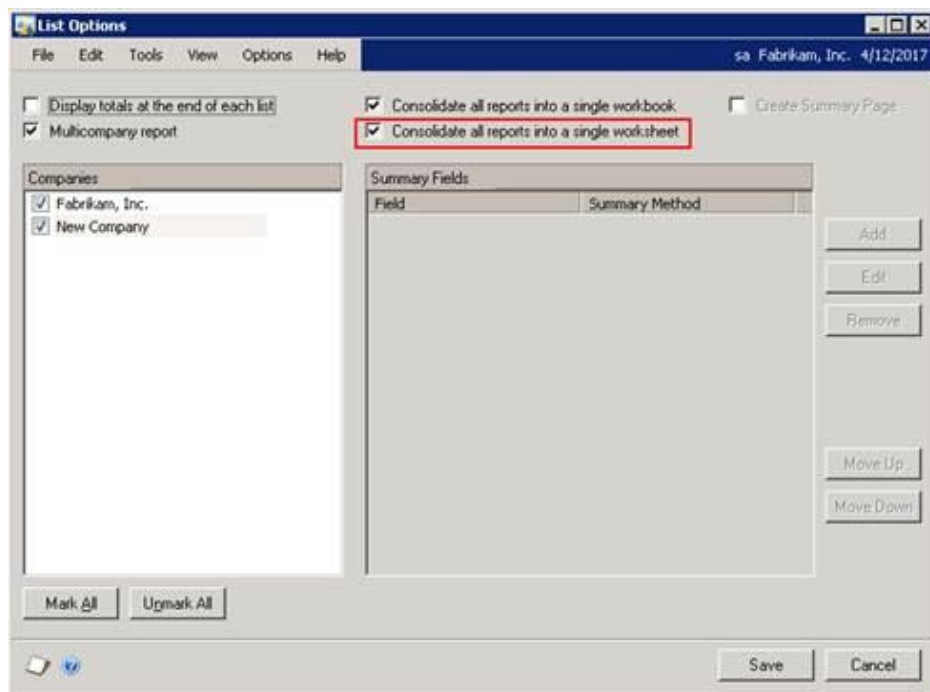 List Options
File Edit Tools View Options Help sa Fabrikam, Inc. 4/12/2017
Display totals at the end of each list Consolidate all reports into a single workbook Create Summary Page
Multicompany report Consolidate all reports into a single worksheet
Companies Summary Fields
Fabrikam, Inc. Field Summary Method
New Company
Add
Edit
Remove
Move Up
Move Down
Mark All Unmark All
Save Cancel